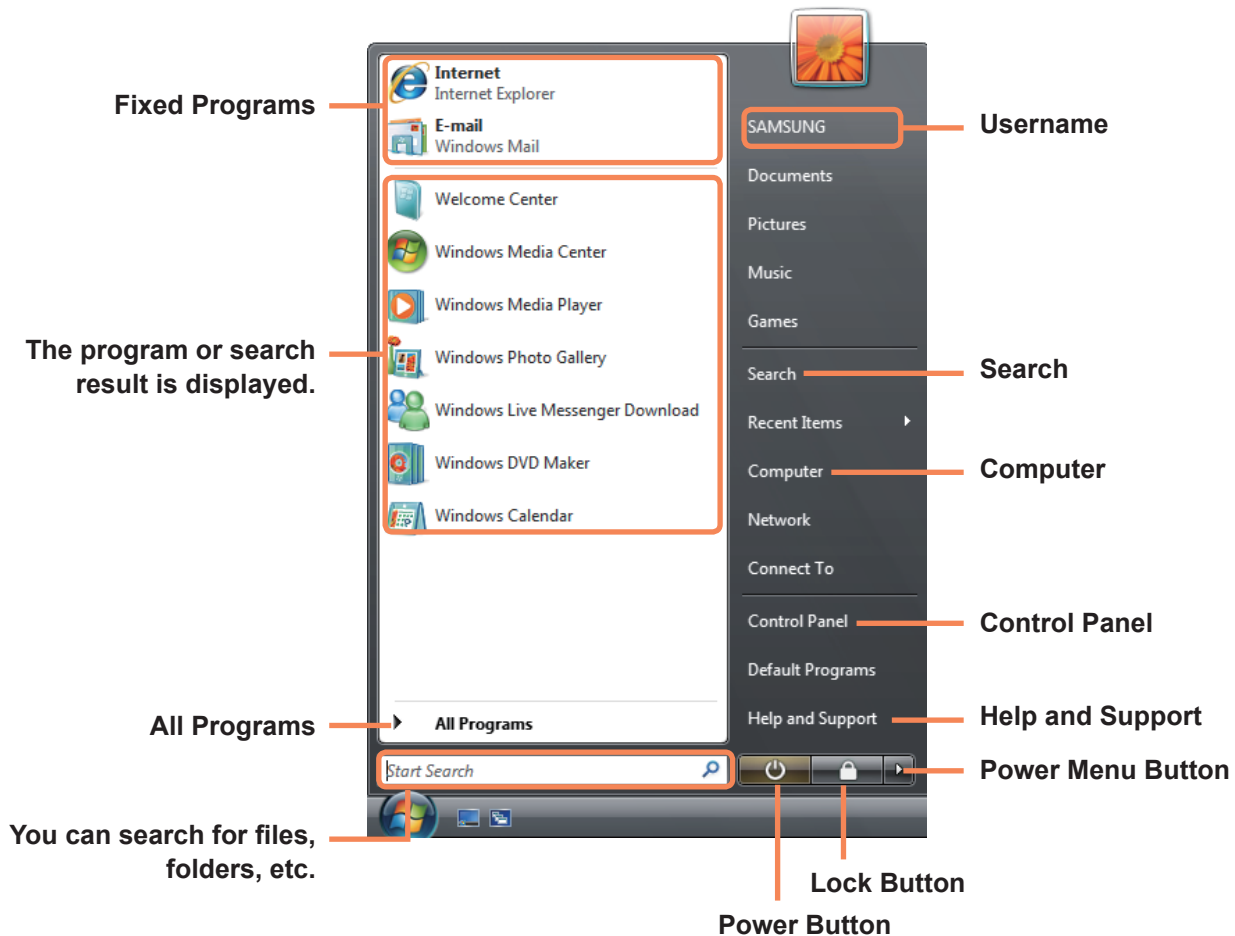 Fixed Programs
Internet
Internet Explorer
E-mail
Windows Mail
Welcome Center
Windows Media Center
Windows Media Player
The program or search
result is displayed.
Windows Photo Gallery
Windows Live Messenger Download
Windows DVD Maker
Windows Calendar
All Programs
All Programs
Start Search
You can search for files,
folders, etc.
SAMSUNG
Username
Documents
Pictures
Music
Games
Search
Search
Recent Items
Computer
Computer
Network
Connect To
Control Panel
Control Panel
Default Programs
Help and Support
Help and Support
Power Menu Button
Lock Button
Power Button